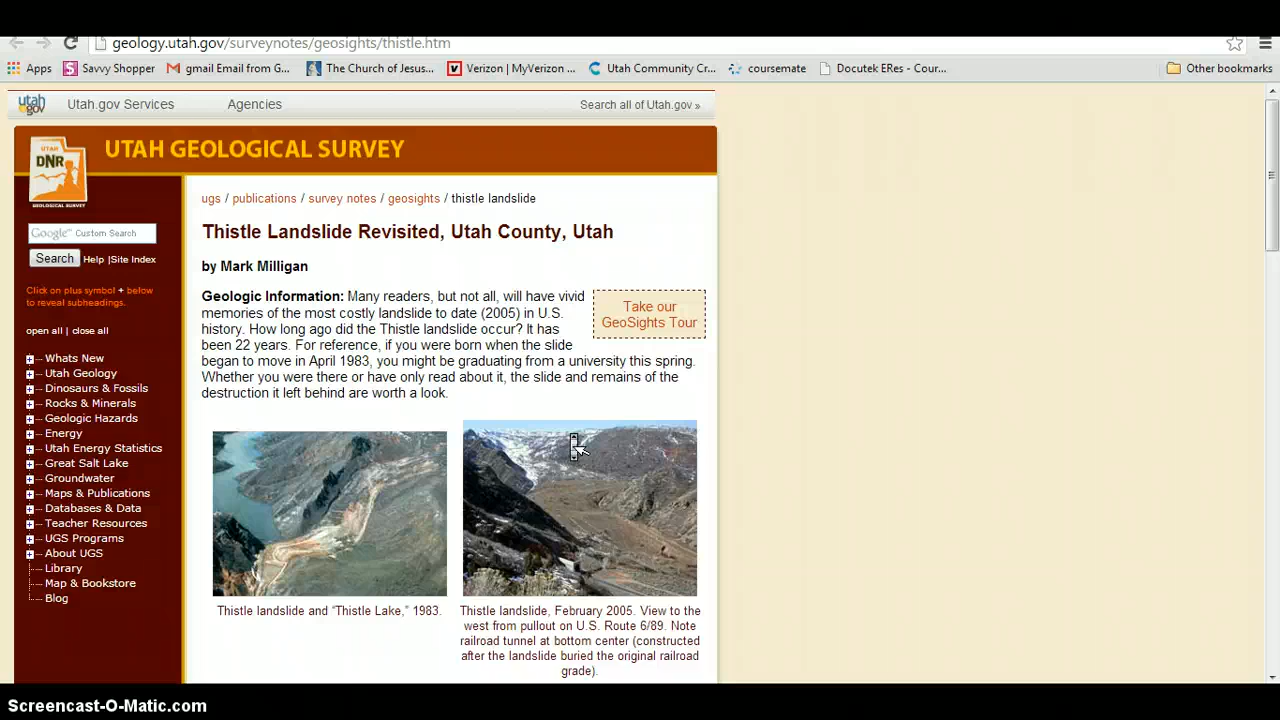 geology.utah.gov/surveynotes/geosights/thistle.htm
Apps Savvy Shopper gmail Email from G... The Church of Jesus... Verizon | MyVerizon ... Utah Community Cr... coursemate Docutek ERes - Cour... Other bookmarks
utah gov Utah.gov Services Agencies Search all of Utah.gov »
UTAH DNR GEOLOGICAL SURVEY
UTAH GEOLOGICAL SURVEY
Google™ Custom Search
Search Help |Site Index
Click on plus symbol + below
to reveal subheadings.
open all | close all
Whats New
Utah Geology
Dinosaurs & Fossils
Rocks & Minerals
Geologic Hazards
Energy
Utah Energy Statistics
Great Salt Lake
Groundwater
Maps & Publications
Databases & Data
Teacher Resources
UGS Programs
About UGS
Library
Map & Bookstore
Blog
ugs / publications / survey notes / geosights / thistle landslide
Thistle Landslide Revisited, Utah County, Utah
by Mark Milligan
Geologic Information: Many readers, but not all, will have vivid
memories of the most costly landslide to date (2005) in U.S.
history. How long ago did the Thistle landslide occur? It has
been 22 years. For reference, if you were born when the slide
began to move in April 1983, you might be graduating from a university this spring.
Whether you were there or have only read about it, the slide and remains of the
destruction it left behind are worth a look.
Take our
GeoSights Tour
Thistle landslide and “Thistle Lake,” 1983.
Thistle landslide, February 2005. View to the
west from pullout on U.S. Route 6/89. Note
railroad tunnel at bottom center (constructed
after the landslide buried the original railroad
grade).
Screencast-O-Matic.com